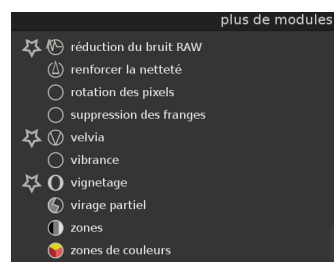 plus de modules
réduction du bruit RAW
renforcer la netteté
rotation des pixels
suppression des franges
velvia
vibrance
vignetage
virage partiel
zones
zones de couleurs